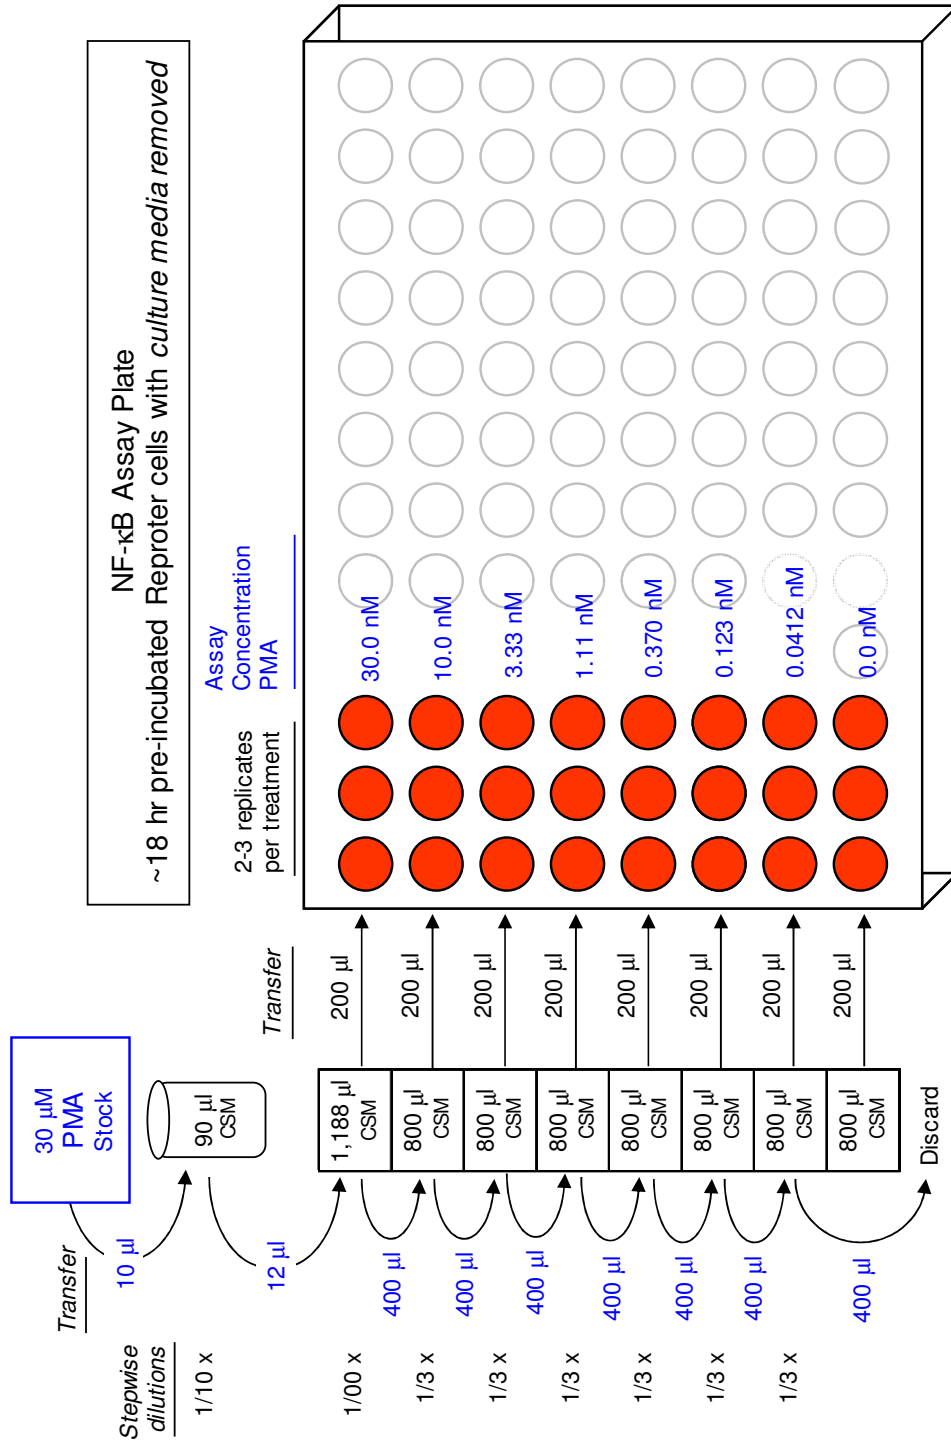 NF-κB Assay Plate
~18 hr pre-incubated Reproter cells with culture media removed
30 µM
PMA
Stock
Transfer
10 µl
90 µl
CSM
12 µl
Stepwise
dilutions
1/10 x
1/00 x
1/3 x
1/3 x
1/3 x
1/3 x
1/3 x
1/3 x
400 µl
400 µl
400 µl
400 µl
400 µl
400 µl
400 µl
1,188 µl
CSM
800 µl
CSM
800 µl
CSM
800 µl
CSM
800 µl
CSM
800 µl
CSM
800 µl
CSM
800 µl
CSM
Discard
Transfer
200 µl
200 µl
200 µl
200 µl
200 µl
200 µl
200 µl
200 µl
2-3 replicates
per treatment
Assay
Concentration
PMA
30.0 nM
10.0 nM
3.33 nM
1.11 nM
0.370 nM
0.123 nM
0.0412 nM
0.0 nM